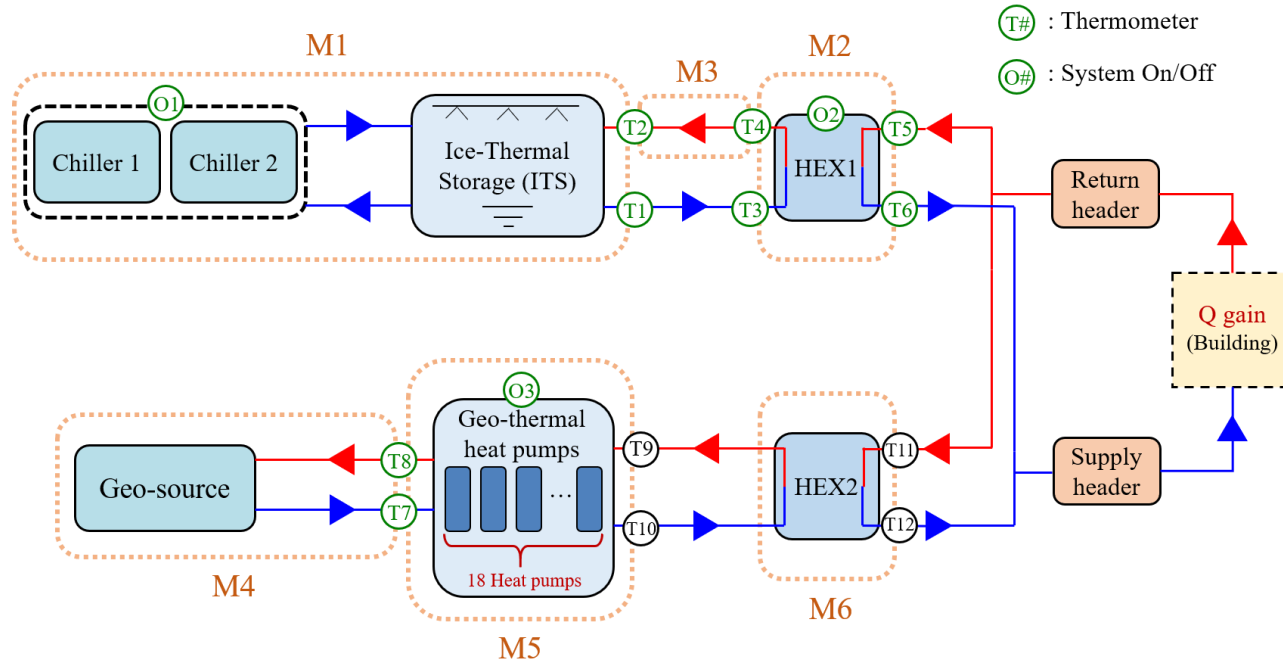 T# : Thermometer
O# : System On/Off
M1
M3
M2
O1
Chiller 1
Chiller 2
Ice-Thermal
Storage (ITS)
T2
T4
O2
HEX1
T5
T1
T3
T6
Return
header
Q gain
(Building)
O3
Geo-thermal
heat pumps
...
18 Heat pumps
Geo-source
T8
T7
T9
T10
HEX2
T11
T12
Supply
header
M4
M5
M6